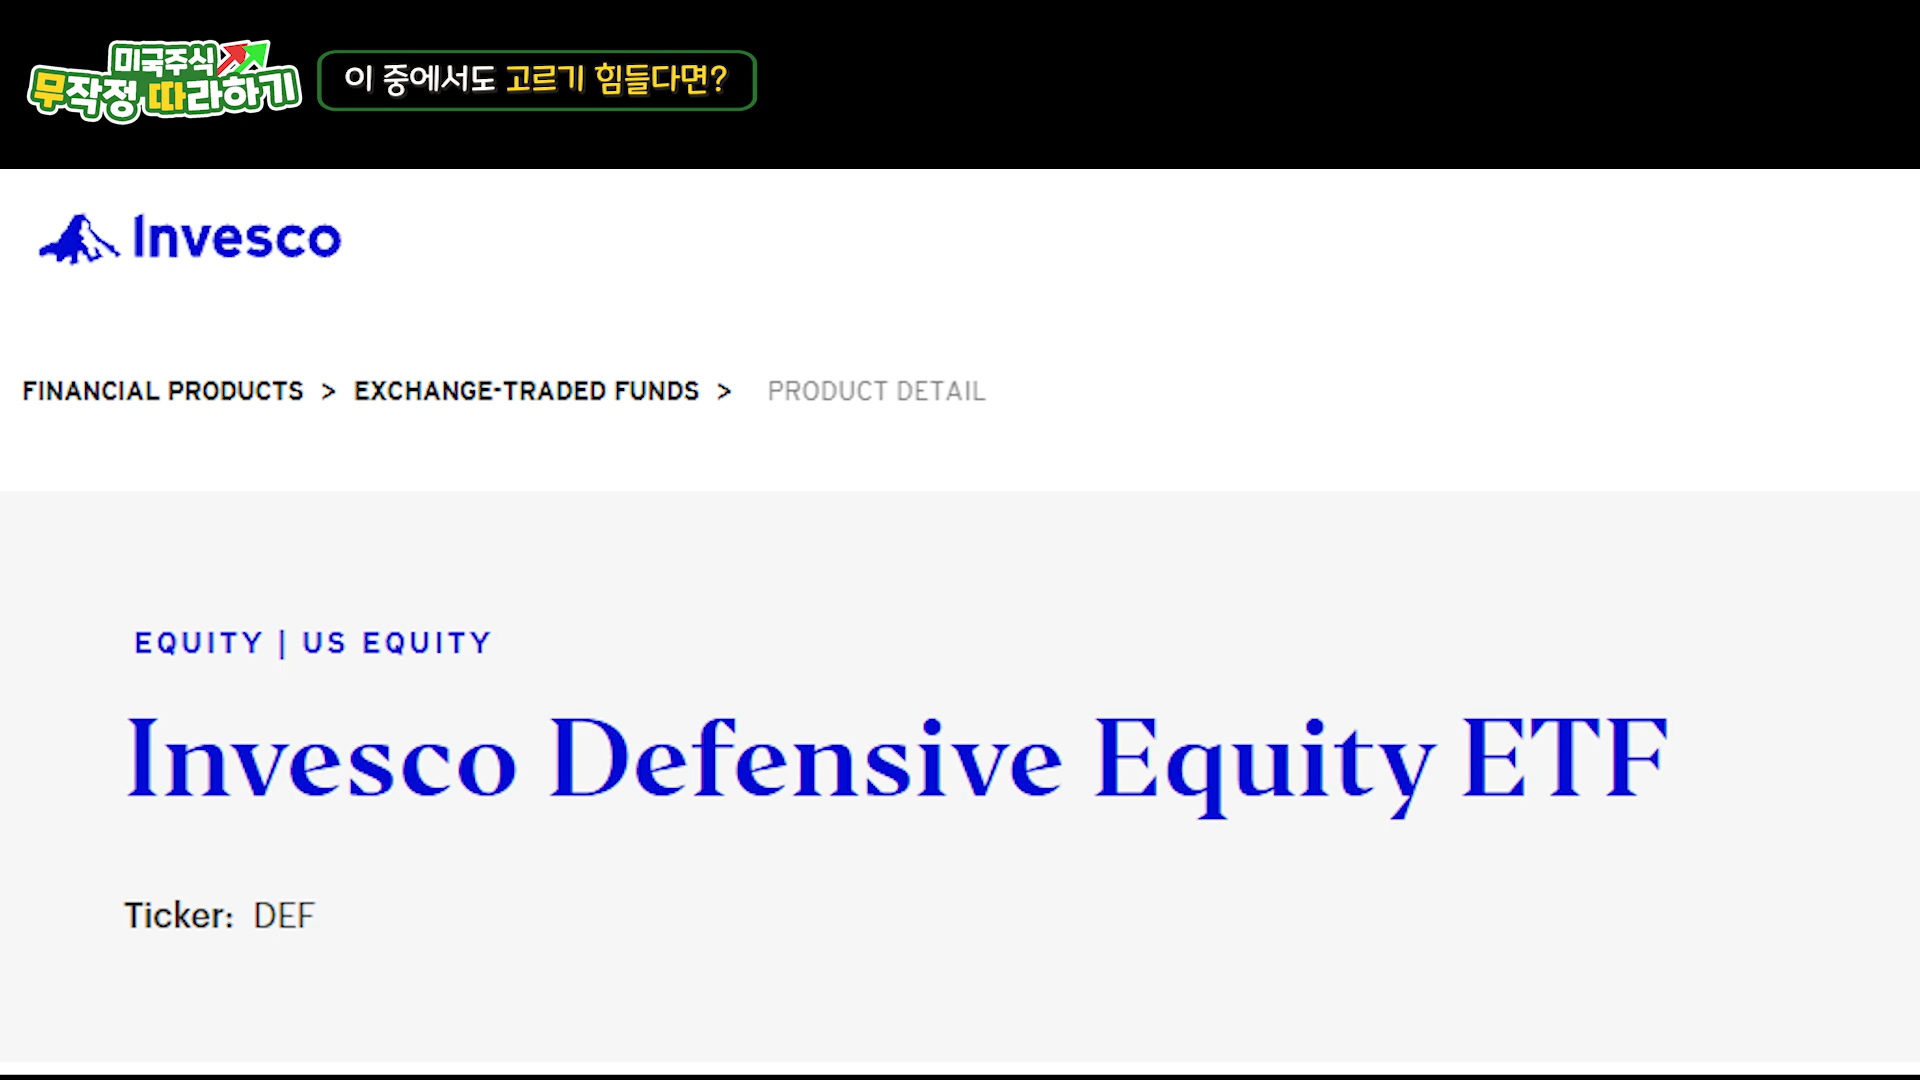 미국주식
무작정 따라하기
이 중에서도 고르기 힘들다면?
Invesco
FINANCIAL PRODUCTS > EXCHANGE-TRADED FUNDS > PRODUCT DETAIL
EQUITY | US EQUITY
Invesco Defensive Equity ETF
Ticker: DEF